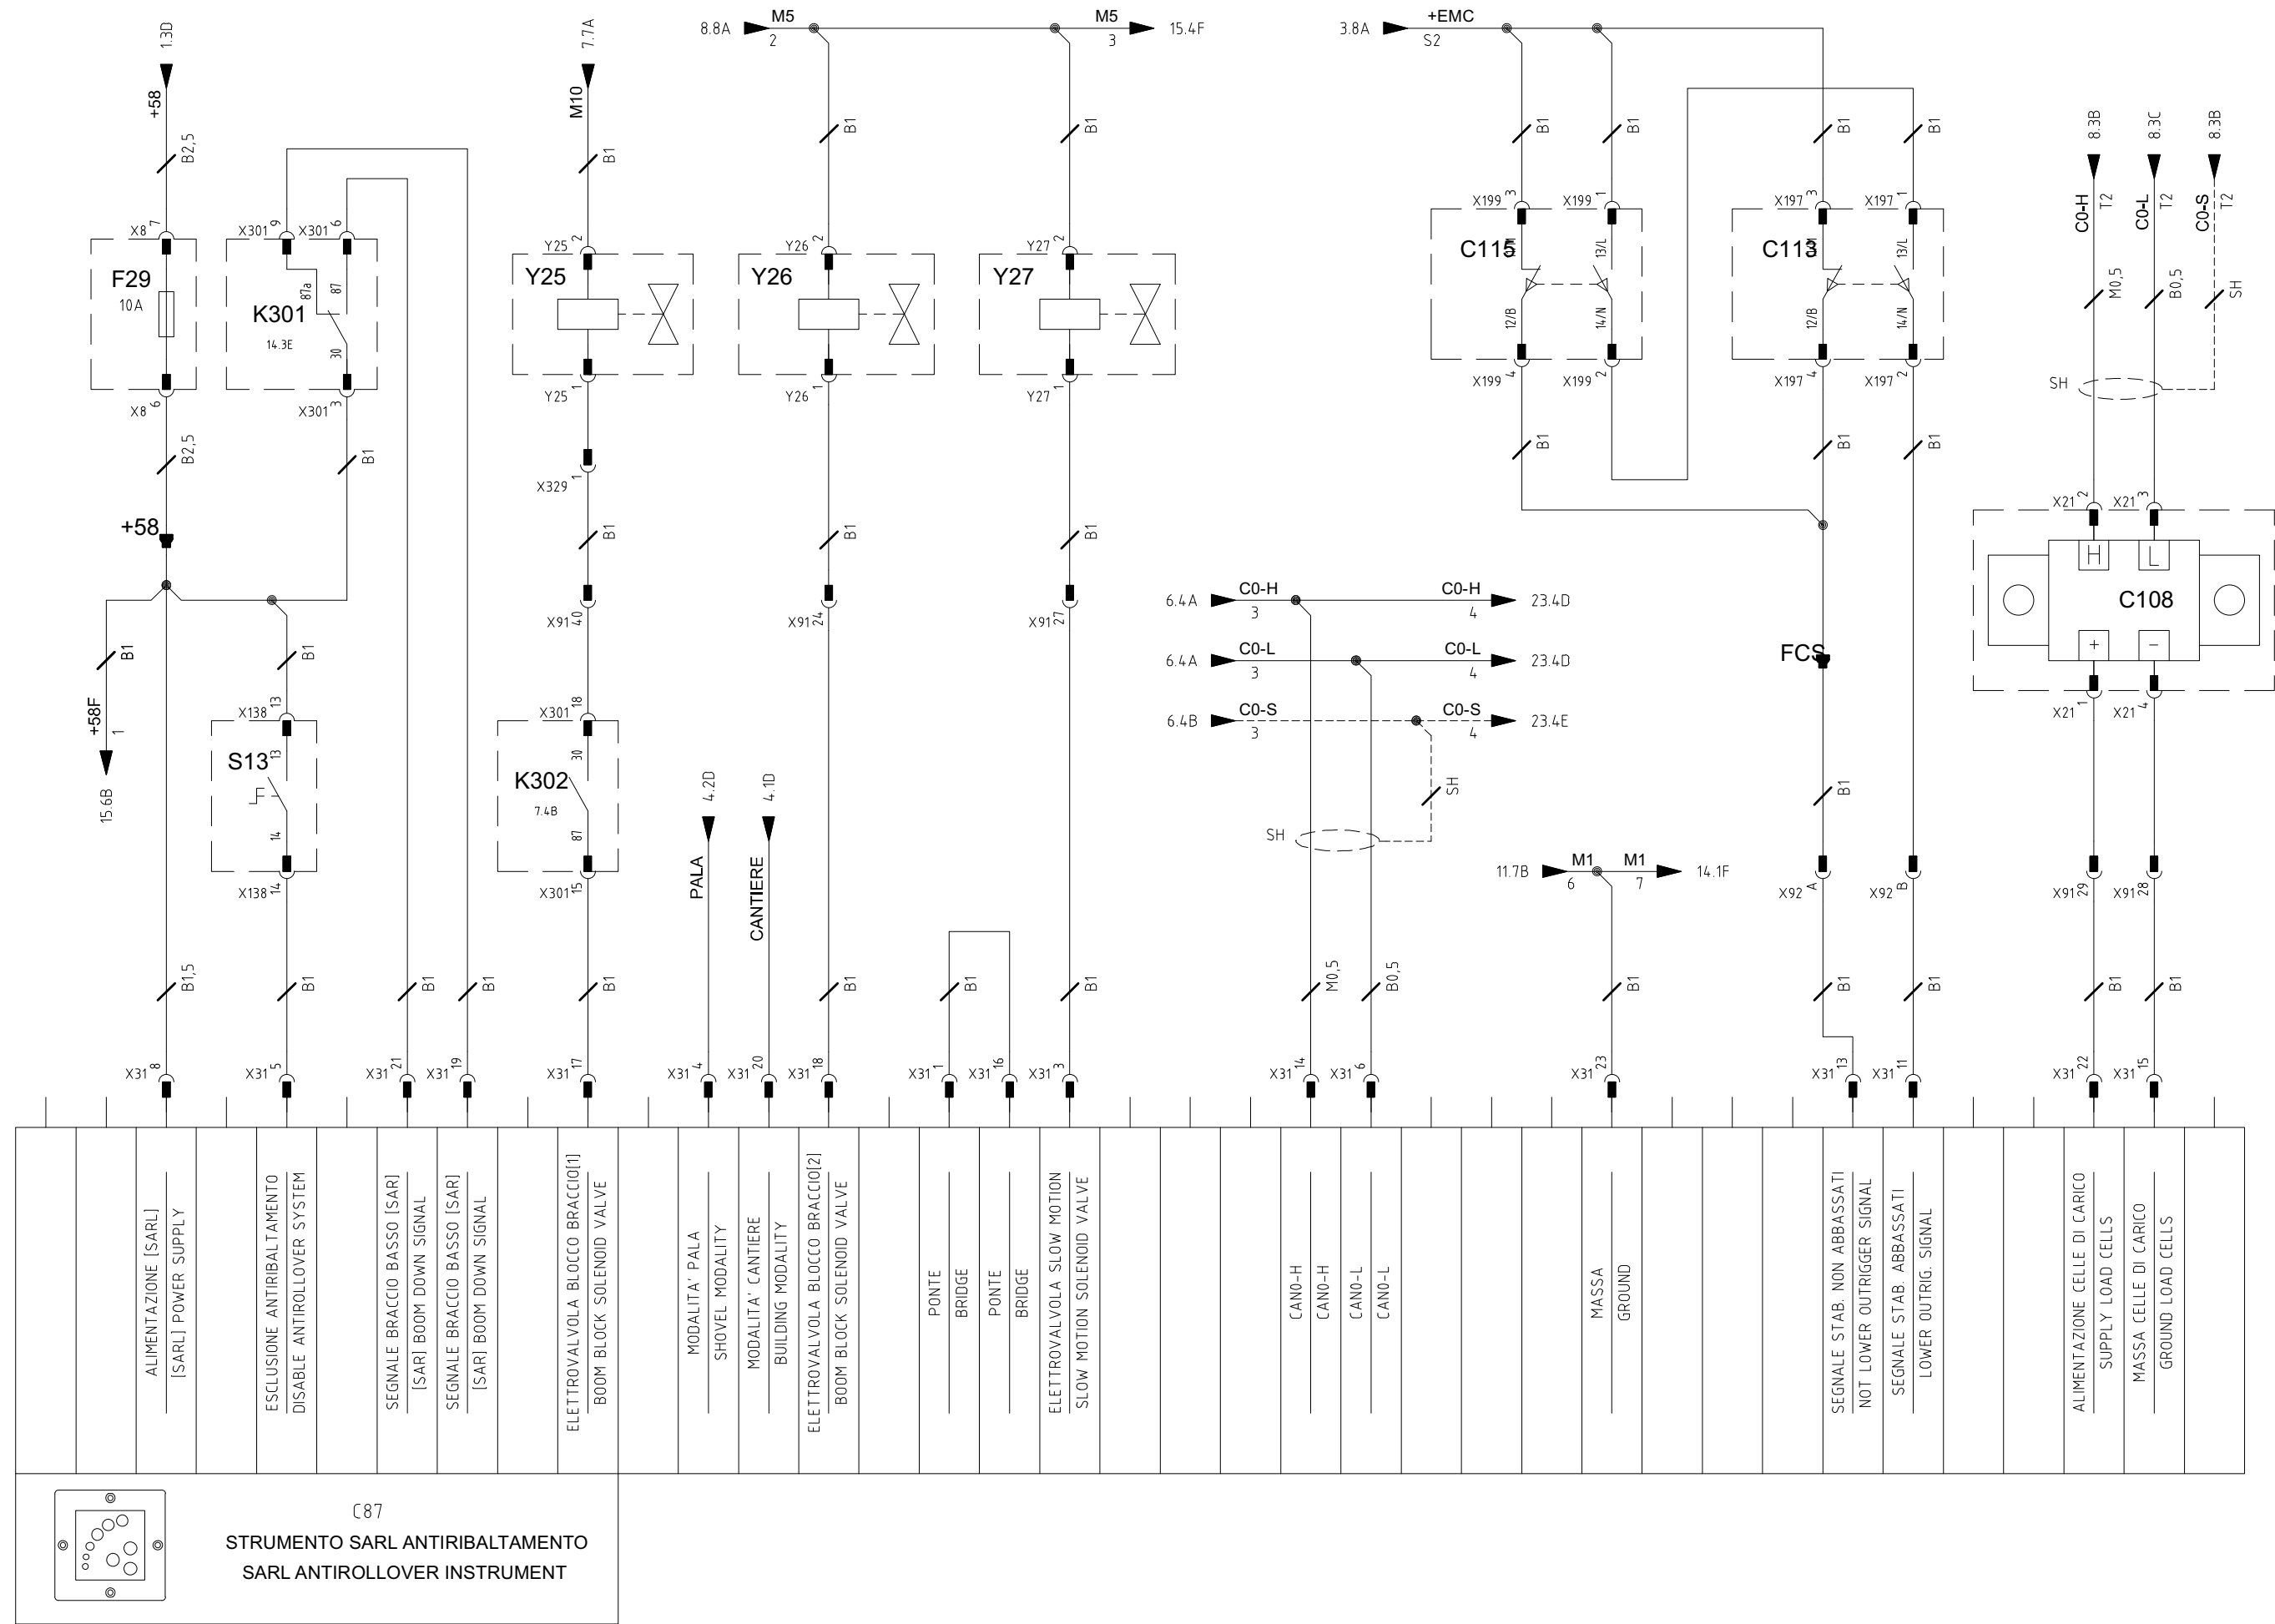 1.3D
+58
B2,5
X8 7
F29
10A
X8 6
B2,5
+58
B1
+58F
1
15.6B
B1,5
X31 8
X301 9
X301 6
87a
87
K301
14.3E
30
X301 3
B1
B1
X138 13
13
S13
14
X138 14
B1
X31 5
B1
X31 21
B1
X31 19
7.7A
M10
B1
Y25 2
Y25
Y25 1
X329 1
B1
X91 40
X301 18
30
K302
7.4B
87
X301 15
B1
X31 17
4.2D
PALA
X31 4
4.1D
CANTIERE
X31 20
8.8A
M5
2
M5
3
15.4F
B1
Y26 2
Y26
Y26 1
B1
X91 24
B1
X31 18
B1
X31 1
X31 16
B1
Y27 2
Y27
Y27 1
B1
X91 27
B1
X31 3
6.4A
C0-H
3
C0-H
4
23.4D
6.4A
C0-L
3
C0-L
4
23.4D
6.4B
C0-S
3
C0-S
4
23.4E
SH
SH
M0,5
B0,5
X31 14
X31 6
11.7B
M1
6
M1
7
14.1F
B1
X31 23
3.8A
+EMC
S2
B1
B1
B1
B1
X199 3
X199 1
C115
13/L
12/B
14/N
X199 4
X199 2
B1
X197 3
X197 1
C113
13/L
12/B
14/N
X197 4
X197 2
B1
B1
FCS
B1
X92 A
X92 B
B1
B1
X31 13
X31 11
8.3B
8.3C
8.3B
C0-H
T2
C0-L
T2
C0-S
T2
M0,5
B0,5
SH
SH
X21 2
X21 3
H
L
C108
+
-
X21 1
X21 4
X91 29
X91 28
B1
B1
X31 22
X31 15
ALIMENTAZIONE [SARL]
[SARL] POWER SUPPLY
ESCLUSIONE ANTIRIBALTAMENTO
DISABLE ANTIROLLOVER SYSTEM
SEGNALE BRACCIO BASSO [SAR]
[SAR] BOOM DOWN SIGNAL
SEGNALE BRACCIO BASSO [SAR]
[SAR] BOOM DOWN SIGNAL
ELETTROVALVOLA BLOCCO BRACCIO[1]
BOOM BLOCK SOLENOID VALVE
MODALITA' PALA
SHOVEL MODALITY
MODALITA' CANTIERE
BUILDING MODALITY
ELETTROVALVOLA BLOCCO BRACCIO[2]
BOOM BLOCK SOLENOID VALVE
PONTE
BRIDGE
PONTE
BRIDGE
ELETTROVALVOLA SLOW MOTION
SLOW MOTION SOLENOID VALVE
CAN0-H
CAN0-H
CAN0-L
CAN0-L
MASSA
GROUND
SEGNALE STAB. NON ABBASSATI
NOT LOWER OUTRIGGER SIGNAL
SEGNALE STAB. ABBASSATI
LOWER OUTRIG. SIGNAL
ALIMENTAZIONE CELLE DI CARICO
SUPPLY LOAD CELLS
MASSA CELLE DI CARICO
GROUND LOAD CELLS
C87
STRUMENTO SARL ANTIRIBALTAMENTO
SARL ANTIROLLOVER INSTRUMENT